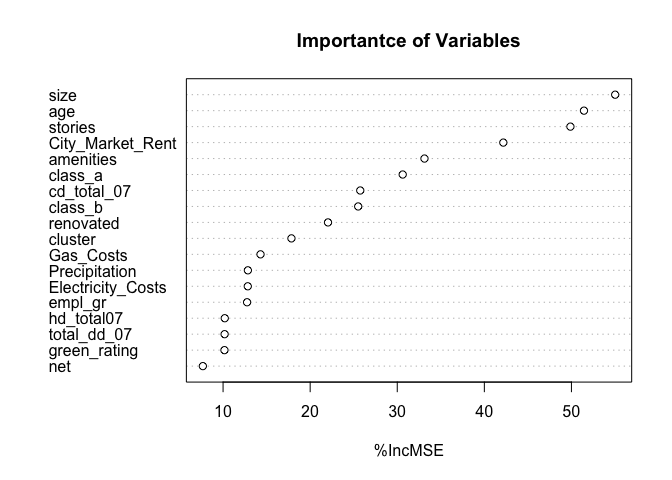 Importantce of Variables
size
age
stories
City_Market_Rent
amenities
class_a
cd_total_07
class_b
renovated
cluster
Gas_Costs
Precipitation
Electricity_Costs
empl_gr
hd_total07
total_dd_07
green_rating
net
10 20 30 40 50
%IncMSE